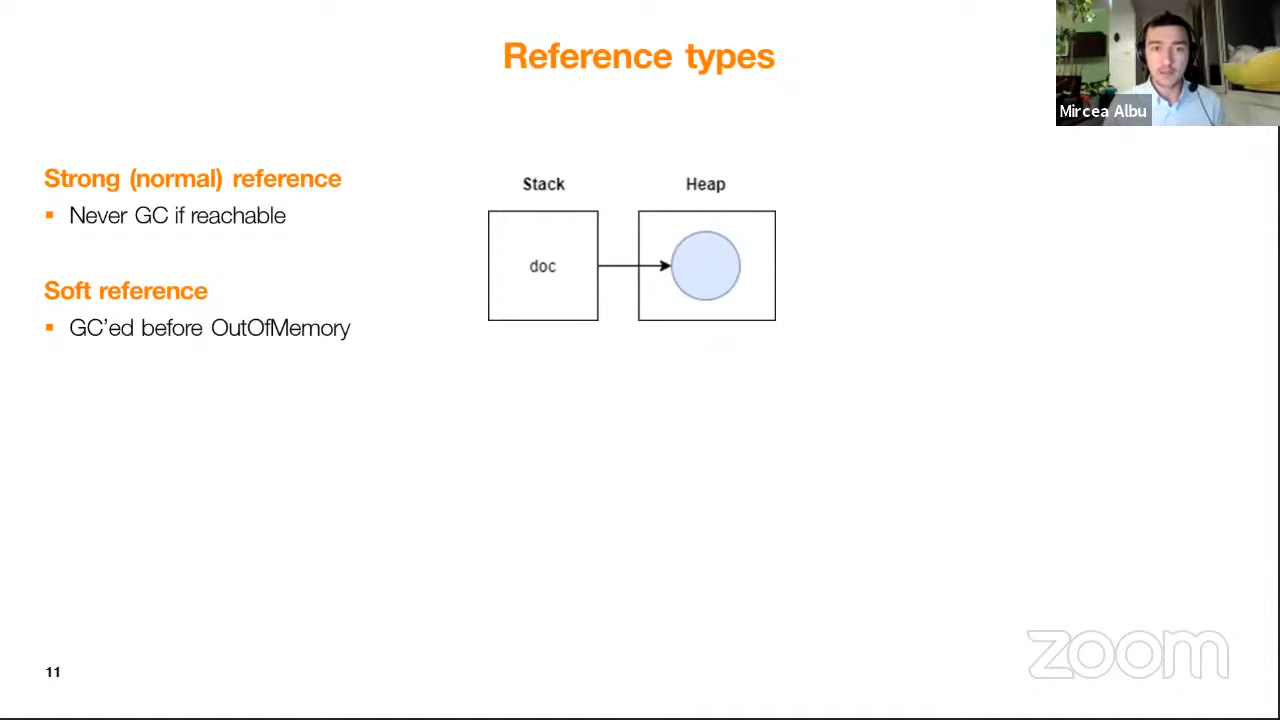 Reference types
Mircea Albu
Strong (normal) reference
▪ Never GC if reachable
Soft reference
▪ GC’ed before OutOfMemory
Stack
Heap
doc
11
zoom